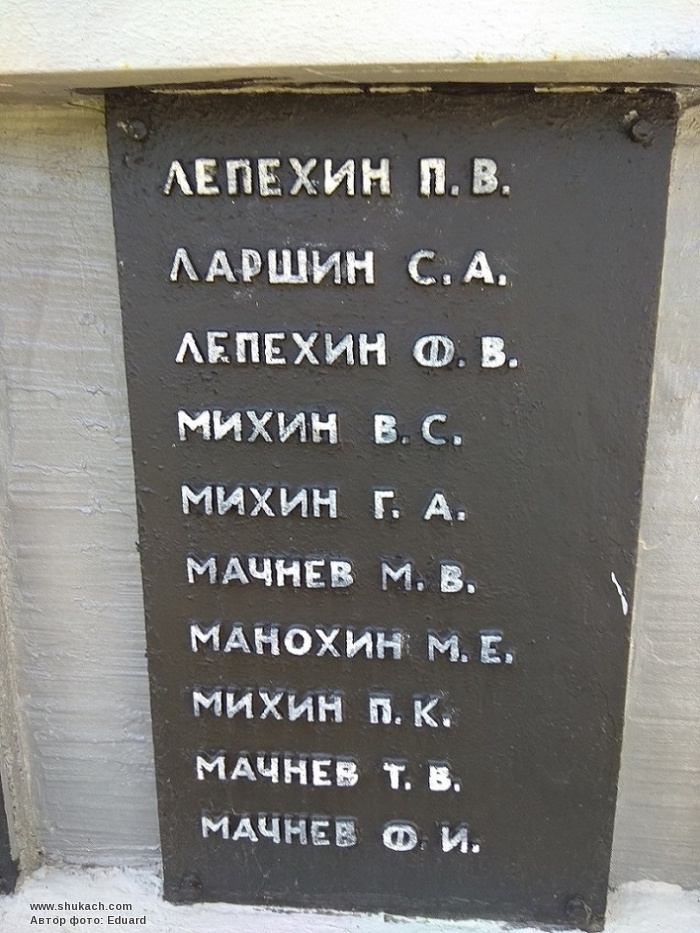 ЛЕПЕХИН П. В.
ЛАРШИН С. А.
ЛЕПЕХИН Ф. В.
МИХИН В. С.
МИХИН Г. А.
МАЧНЕВ М. В.
МАНОХИН М. Е.
МИХИН П. К.
МАЧНЕВ Т. В.
МАЧНЕВ Ф. И.
www.shukach.com
Автор фото: Eduard